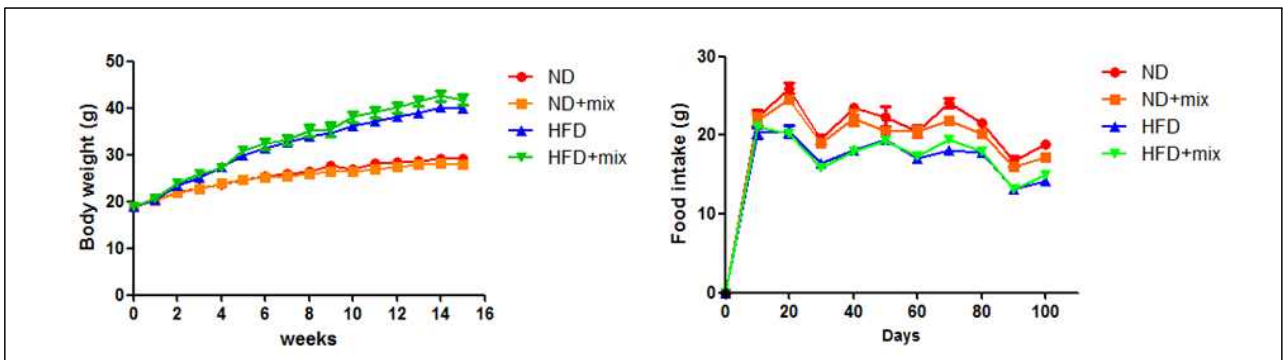 50
40
30
20
10
0
Body weight (g)
0 2 4 6 8 10 12 14 16
weeks
ND
ND+mix
HFD
HFD+mix
30
20
10
0
Food intake (g)
0 20 40 60 80 100
Days
ND
ND+mix
HFD
HFD+mix